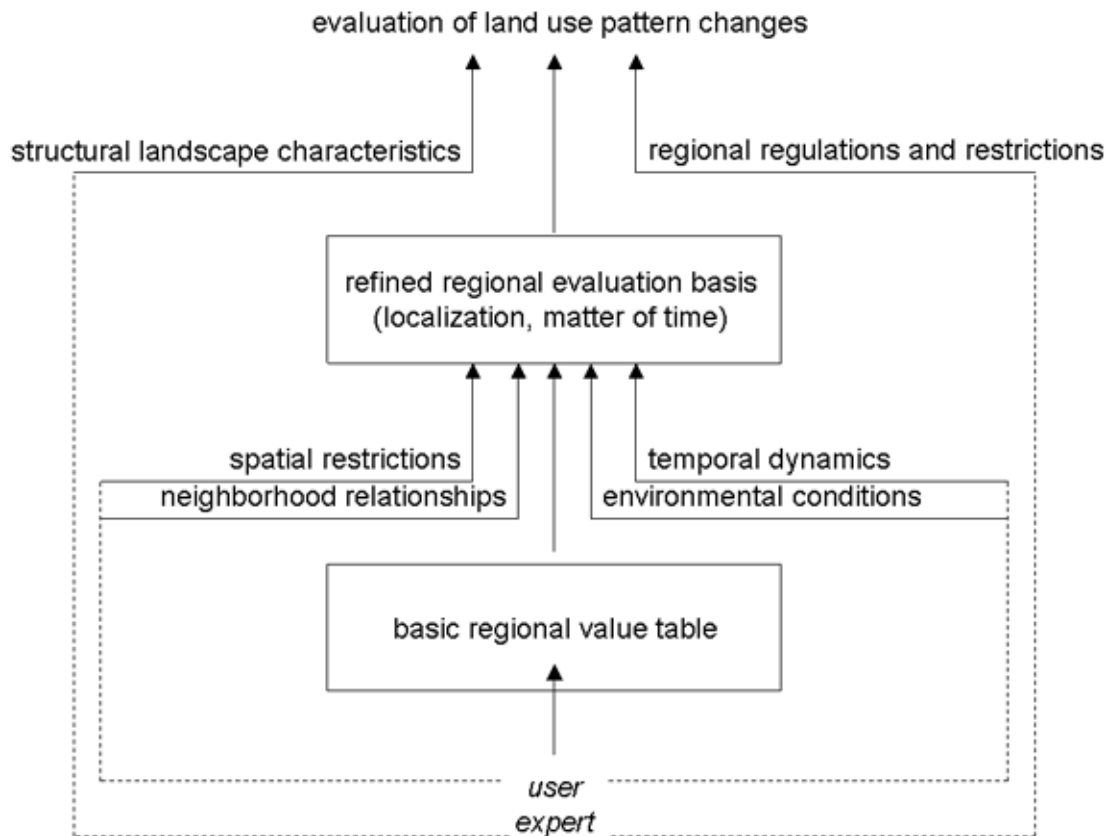 evaluation of land use pattern changes
structural landscape characteristics
regional regulations and restrictions
refined regional evaluation basis
(localization, matter of time)
spatial restrictions
temporal dynamics
neighborhood relationships
environmental conditions
basic regional value table
user
expert